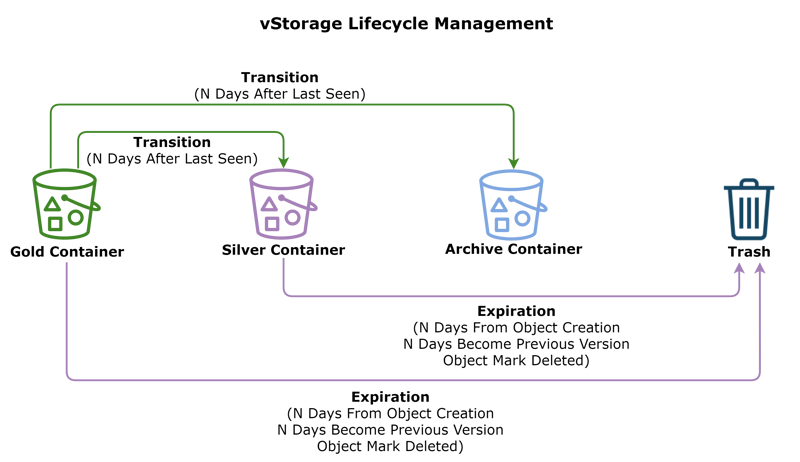 vStorage Lifecycle Management
Transition
(N Days After Last Seen)
Transition
(N Days After Last Seen)
Gold Container
Silver Container
Archive Container
Trash
Expiration
(N Days From Object Creation
N Days Become Previous Version
Object Mark Deleted)
Expiration
(N Days From Object Creation
N Days Become Previous Version
Object Mark Deleted)